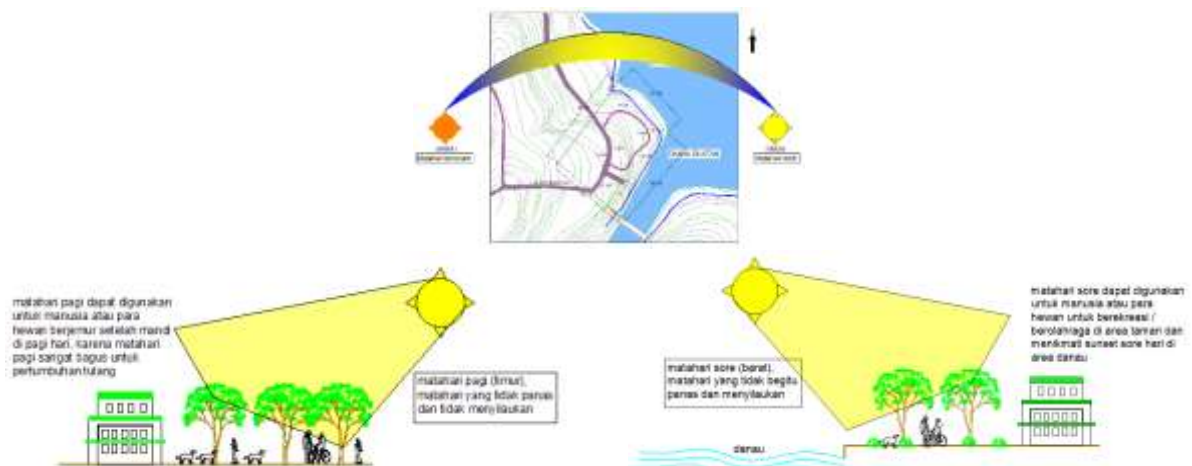 matahari pagi dapat digunakan
untuk manusia atau para
hewan berjemur setelah mandi
di pagi hari, karena matahari
pagi sangat bagus untuk
pertumbuhan tulang
matahari pagi (timur),
matahari yang tidak panas
dan tidak menyilaukan
matahari sore (barat),
matahari yang tidak begitu
panas dan menyilaukan
matahari sore dapat digunakan
untuk manusia atau para
hewan untuk berekreasi /
berolahraga di area taman dan
menikmati sunset sore hari di
area danau
danau